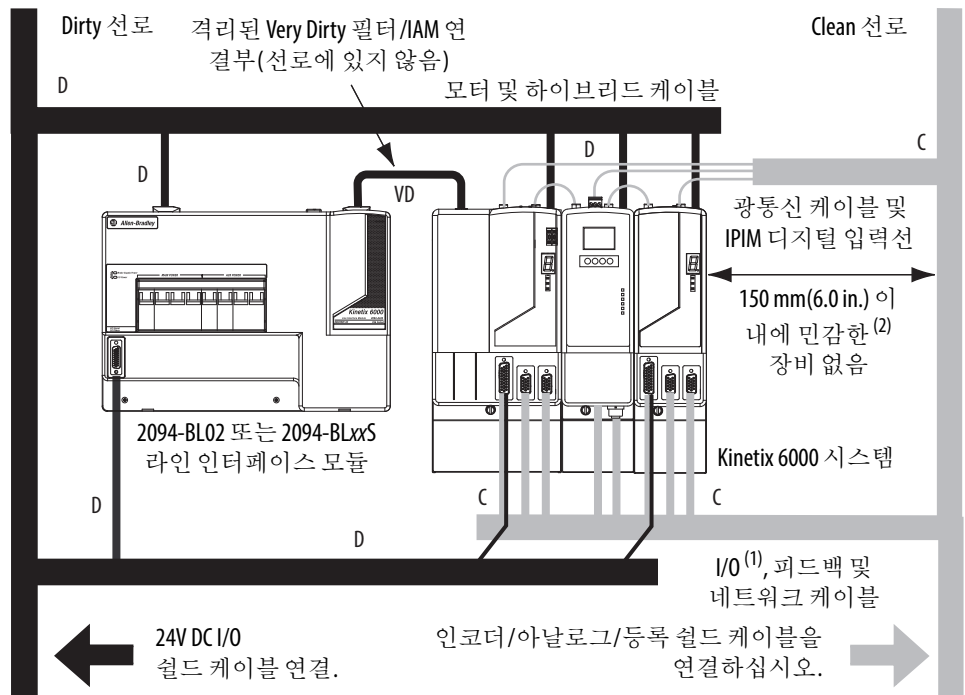 Dirty 선로
격리된 Very Dirty 필터/IAM 연
결부(선로에 있지 않음)
Clean 선로
D
모터 및 하이브리드 케이블
D
VD
D
C
Allen-Bradley
Kinetix 6000
광통신 케이블 및
IPIM 디지털 입력선
150 mm(6.0 in.) 이
내에 민감한 (2)
장비 없음
2094-BL02 또는 2094-BLxxS
라인 인터페이스 모듈
Kinetix 6000 시스템
D
C
C
D
I/O (1), 피드백 및
네트워크 케이블
24V DC I/O
쉴드 케이블 연결.
인코더/아날로그/등록 쉴드 케이블을
연결하십시오.